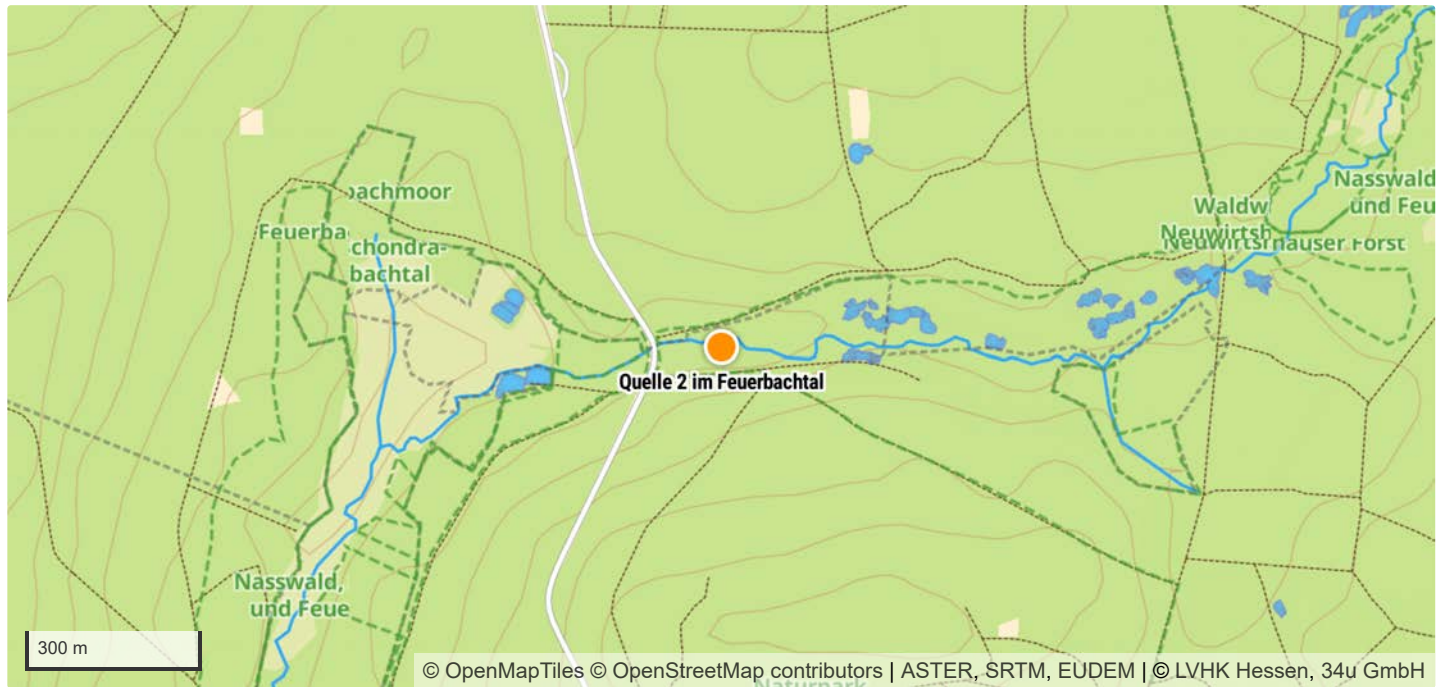 bachmoor
Feuerba
chondra-
bachtal
Nasswald
und Feu
Waldw
Neuwirtsh
Neuwirtshauser Forst
Quelle 2 im Feuerbachtal
Nasswald,
und Feue
300 m
© OpenMapTiles © OpenStreetMap contributors | ASTER, SRTM, EUDEM | © LVHK Hessen, 34u GmbH
Naturpark